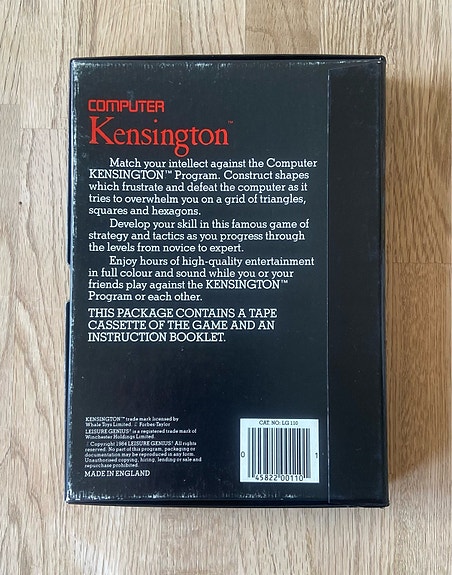 COMPUTER
Kensington™
Match your intellect against the Computer
KENSINGTON™ Program. Construct shapes
which frustrate and defeat the computer as it
tries to overwhelm you on a grid of triangles,
squares and hexagons.
Develop your skill in this famous game of
strategy and tactics as you progress through
the levels from novice to expert.
Enjoy hours of high-quality entertainment
in full colour and sound while you or your
friends play against the KENSINGTON™
Program or each other.
THIS PACKAGE CONTAINS A TAPE
CASSETTE OF THE GAME AND AN
INSTRUCTION BOOKLET.
KENSINGTON™ trade mark licensed by
Whale Toys Limited. © Forbes-Taylor
LEISURE GENIUS® is a registered trade mark of
Winchester Holdings Limited.
© Copyright 1984 LEISURE GENIUS® All rights
reserved. No part of this program, packaging or
documentation may be reproduced in any form.
Unauthorised copying, hiring, lending or sale and
repurchase prohibited.
MADE IN ENGLAND
CAT. NO: LG 110
0 45822 00110 1